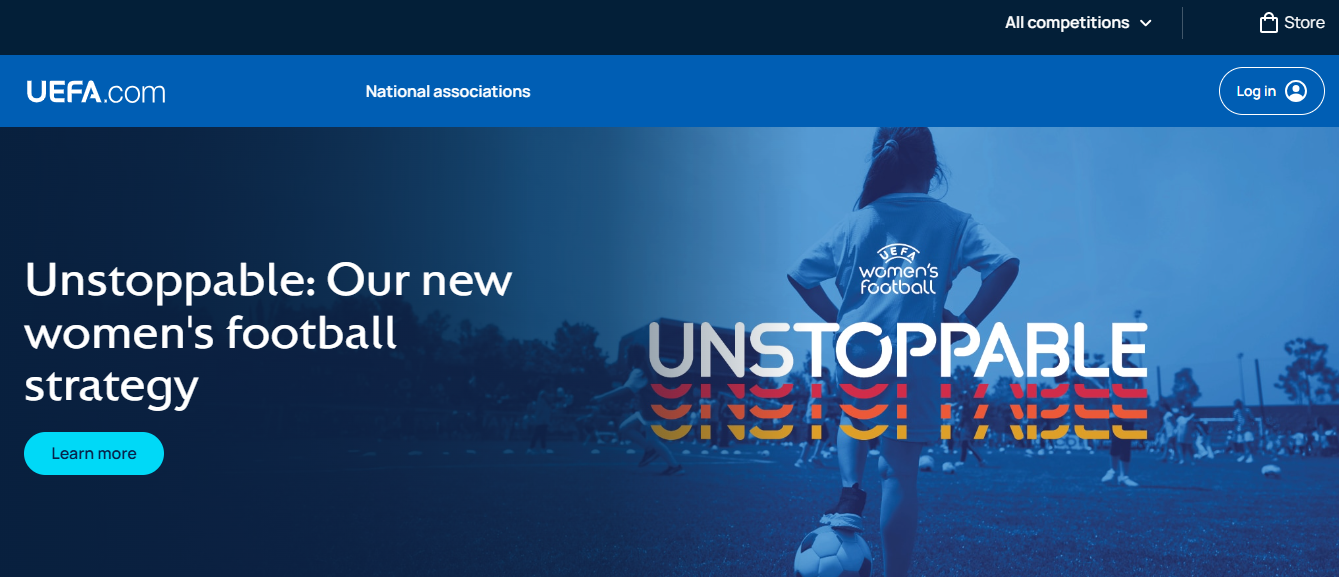 All competitions
Store
UEFA.com
National associations
Log in
Unstoppable: Our new
women's football
strategy
Learn more
UEFA
women's
football
UNSTOPPABLE